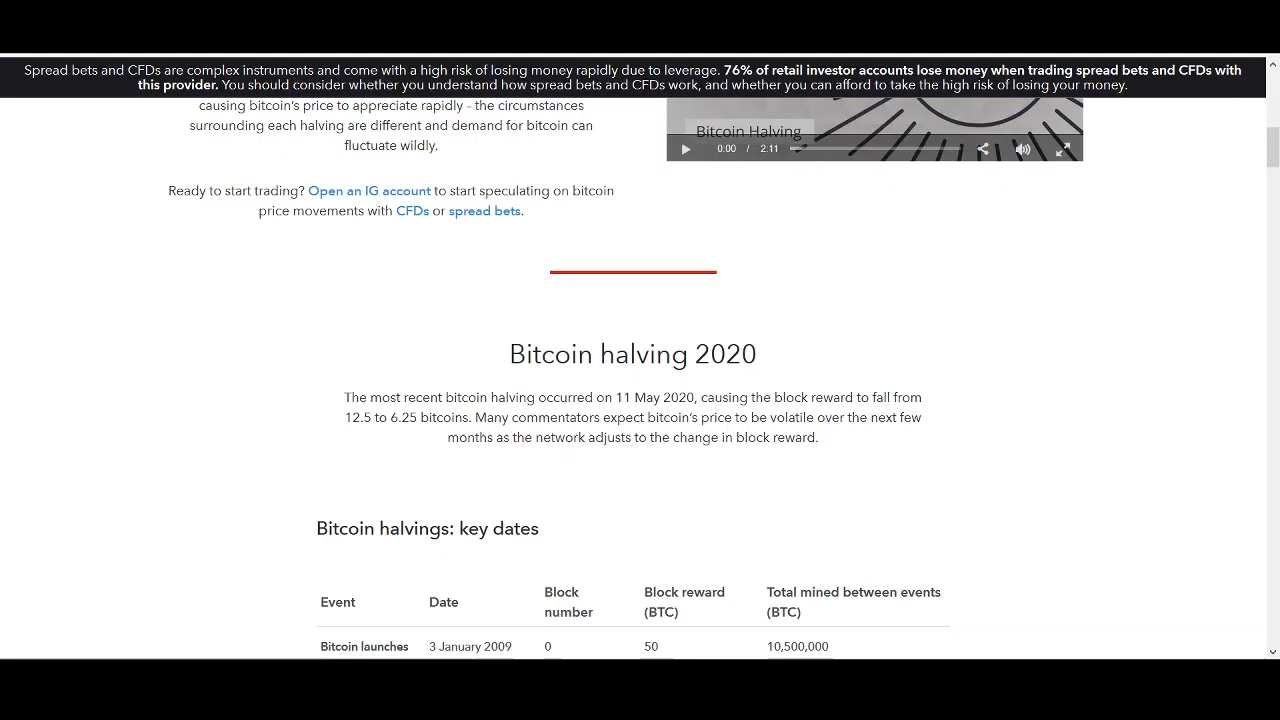 Spread bets and CFDs are complex instruments and come with a high risk of losing money rapidly due to leverage. 76% of retail investor accounts lose money when trading spread bets and CFDs with
this provider. You should consider whether you understand how spread bets and CFDs work, and whether you can afford to take the high risk of losing your money.
causing bitcoin's price to appreciate rapidly – the circumstances
surrounding each halving are different and demand for bitcoin can
fluctuate wildly.
Ready to start trading? Open an IG account to start speculating on bitcoin
price movements with CFDs or spread bets.
Bitcoin Halving
0:00 / 2:11
Bitcoin halving 2020
The most recent bitcoin halving occurred on 11 May 2020, causing the block reward to fall from
12.5 to 6.25 bitcoins. Many commentators expect bitcoin's price to be volatile over the next few
months as the network adjusts to the change in block reward.
Bitcoin halvings: key dates
Event Date Block number Block reward (BTC) Total mined between events (BTC)
Bitcoin launches 3 January 2009 0 50 10,500,000